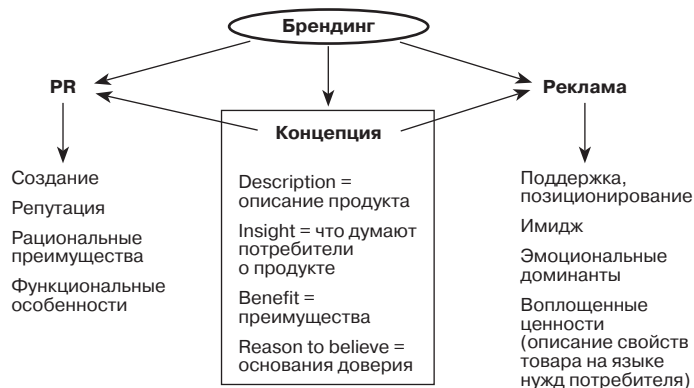 Брендинг
PR
Реклама
Концепция
Создание
Репутация
Рациональные
преимущества
Функциональные
особенности
Description =
описание продукта
Insight = что думают
потребители
о продукте
Benefit =
преимущества
Reason to believe =
основания доверия
Поддержка,
позиционирование
Имидж
Эмоциональные
доминанты
Воплощенные
ценности
(описание свойств
товара на языке
нужд потребителя)